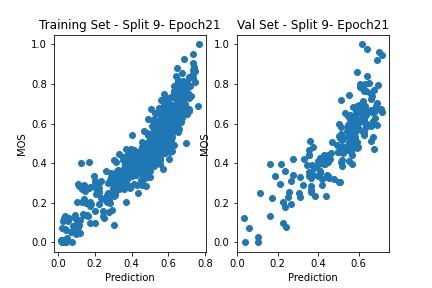 Training Set - Split 9- Epoch21
Val Set - Split 9- Epoch21
MOS
1.0
0.8
0.6
0.4
0.2
0.0
0.0 0.2 0.4 0.6 0.8
Prediction
MOS
1.0
0.8
0.6
0.4
0.2
0.0
0.0 0.2 0.4 0.6
Prediction